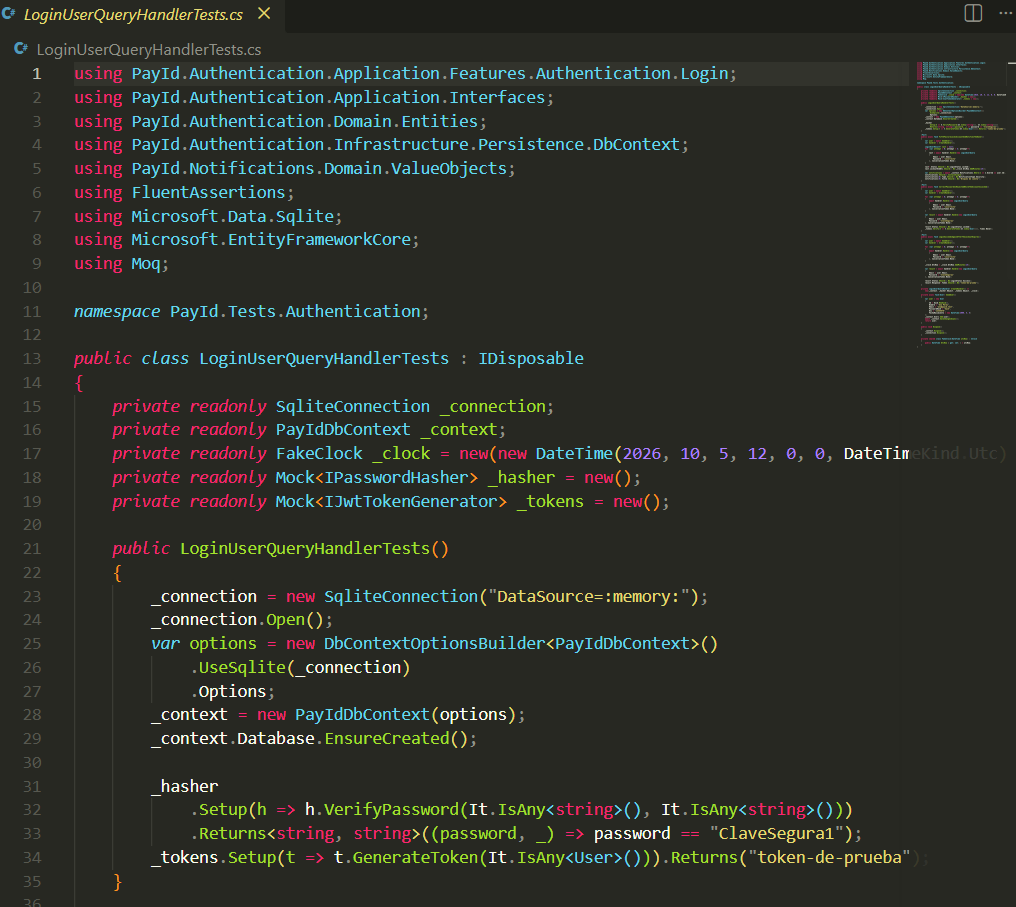 LoginUserQueryHandlerTests.cs
LoginUserQueryHandlerTests.cs
1 using PayId.Authentication.Application.Features.Authentication.Login;
2 using PayId.Authentication.Application.Interfaces;
3 using PayId.Authentication.Domain.Entities;
4 using PayId.Authentication.Infrastructure.Persistence.DbContext;
5 using PayId.Notifications.Domain.ValueObjects;
6 using FluentAssertions;
7 using Microsoft.Data.Sqlite;
8 using Microsoft.EntityFrameworkCore;
9 using Moq;
10
11 namespace PayId.Tests.Authentication;
12
13 public class LoginUserQueryHandlerTests : IDisposable
14 {
15     private readonly SqliteConnection _connection;
16     private readonly PayIdDbContext _context;
17     private readonly FakeClock _clock = new(new DateTime(2026, 10, 5, 12, 0, 0, DateTimeKind.Utc)
18     private readonly Mock<IPasswordHasher> _hasher = new();
19     private readonly Mock<IJwtTokenGenerator> _tokens = new();
20
21     public LoginUserQueryHandlerTests()
22     {
23         _connection = new SqliteConnection("DataSource=:memory:");
24         _connection.Open();
25         var options = new DbContextOptionsBuilder<PayIdDbContext>()
26             .UseSqlite(_connection)
27             .Options;
28         _context = new PayIdDbContext(options);
29         _context.Database.EnsureCreated();
30
31         _hasher
32             .Setup(h => h.VerifyPassword(It.IsAny<string>(), It.IsAny<string>()))
33             .Returns<string, string>((password, _) => password == "ClaveSegura1");
34         _tokens.Setup(t => t.GenerateToken(It.IsAny<User>())).Returns("token-de-prueba");
35     }
36